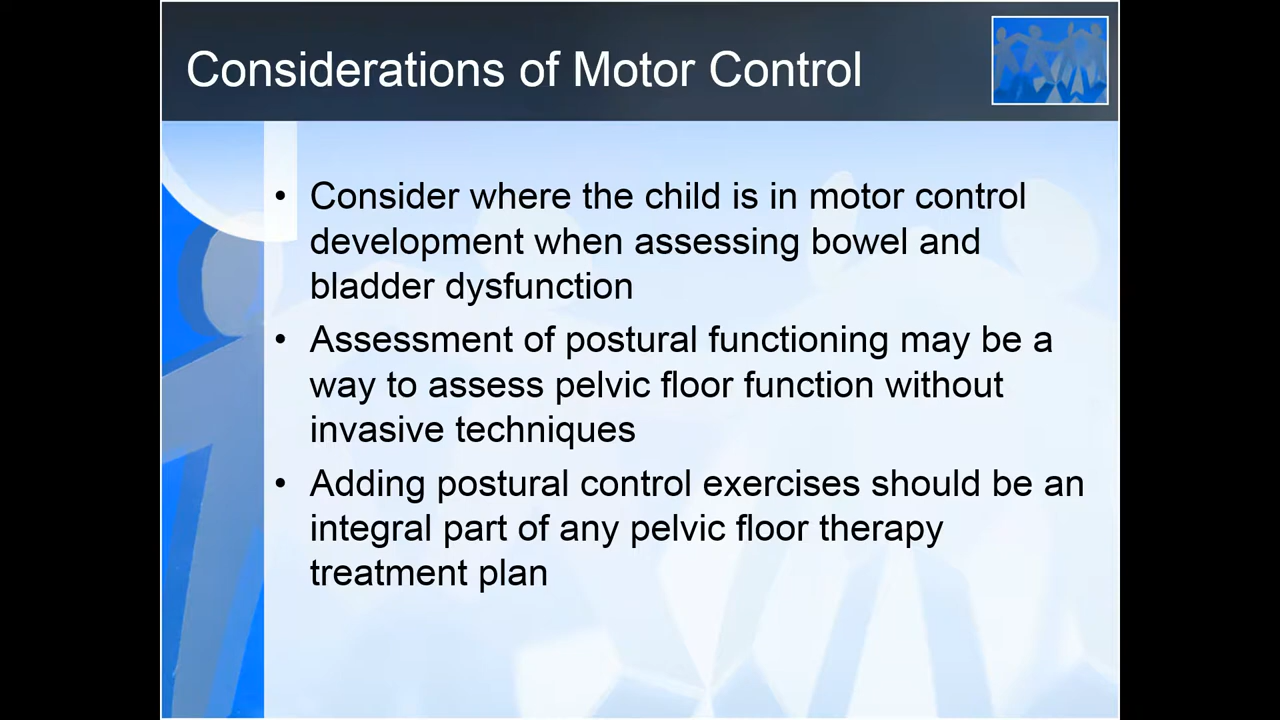 Considerations of Motor Control
• Consider where the child is in motor control
development when assessing bowel and
bladder dysfunction
• Assessment of postural functioning may be a
way to assess pelvic floor function without
invasive techniques
• Adding postural control exercises should be an
integral part of any pelvic floor therapy
treatment plan